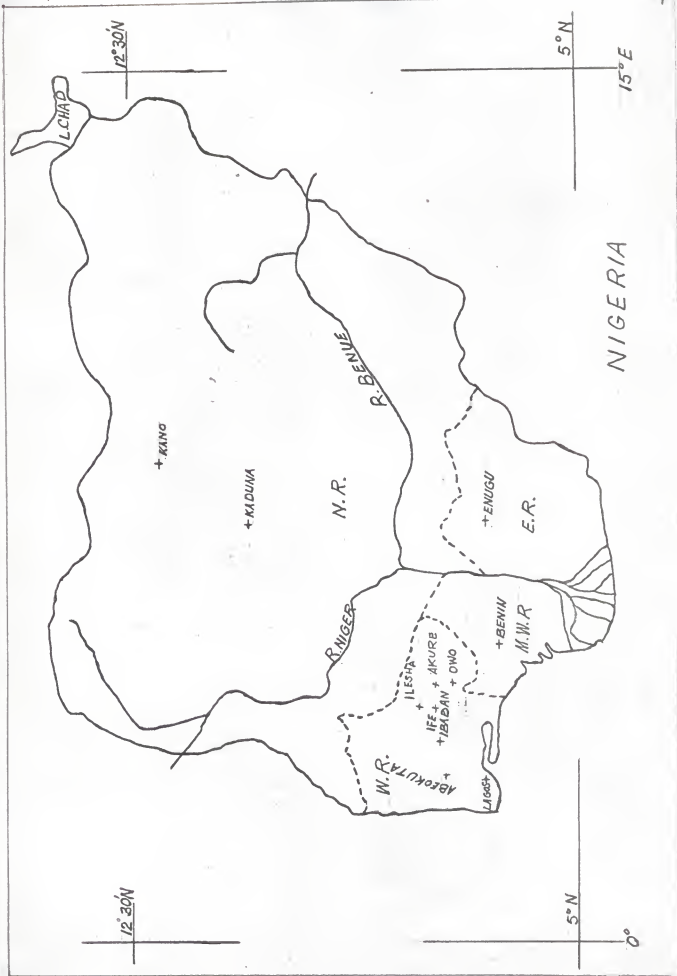 12°30'N
L.CHAD
12°30'N
+KANO
+KADUNA
R. BENUE
N.R.
R.NIGER
ILESHA
+
IFE+
+ AKURE
+IBADAN
+ OWO
W.R.
ABEOKUTA
+
LAGOS+
+BENIN
M.W.R
+ENUGU
E.R.
5°N
0°
5°N
15°E
NIGERIA